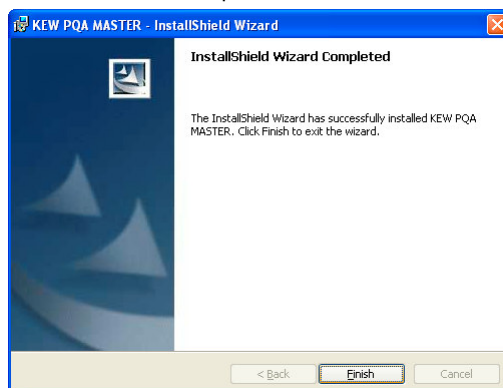 KEW PQA MASTER - InstallShield Wizard
InstallShield Wizard Completed
The InstallShield Wizard has successfully installed KEW PQA
MASTER. Click Finish to exit the wizard.
< Back Finish Cancel